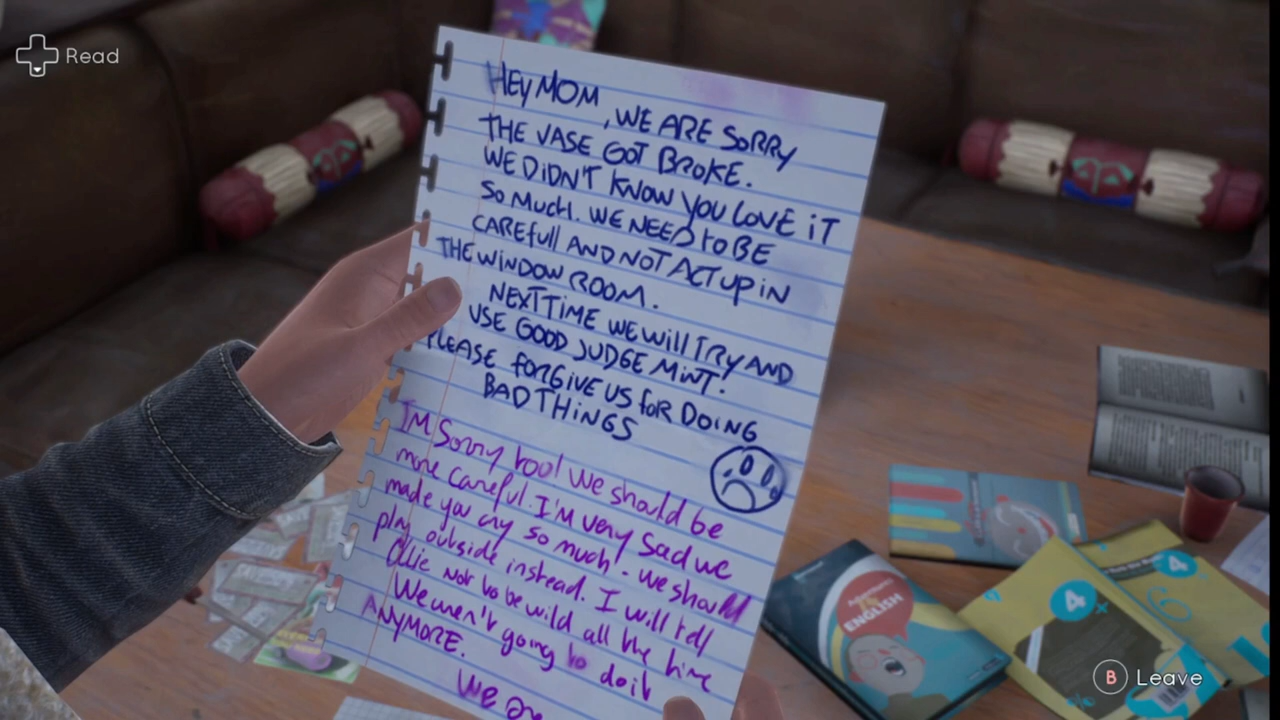 Read
HEY MOM, WE ARE SORRY
THE VASE GOT BROKE.
WE DIDN'T KNOW YOU LOVE iT
SO MUCH. WE NEED to BE
CAREfull AND NOT ACT UP iN
THE WINDOW ROOM.
NEXT TIME WE Will TRY AND
USE GOOD JUDGE MiNT!
PLEASE foRGiVE US foR DOING
BAD THiNGS
I'M Sorry too! We should be
more careful. I'm very sad we
made you cry so much. We should
play outside instead. I will tell
Ollie not to be wild all the time
We weren't going to do it
ANYMORE.
We
ENGLISH
4
4
B Leave